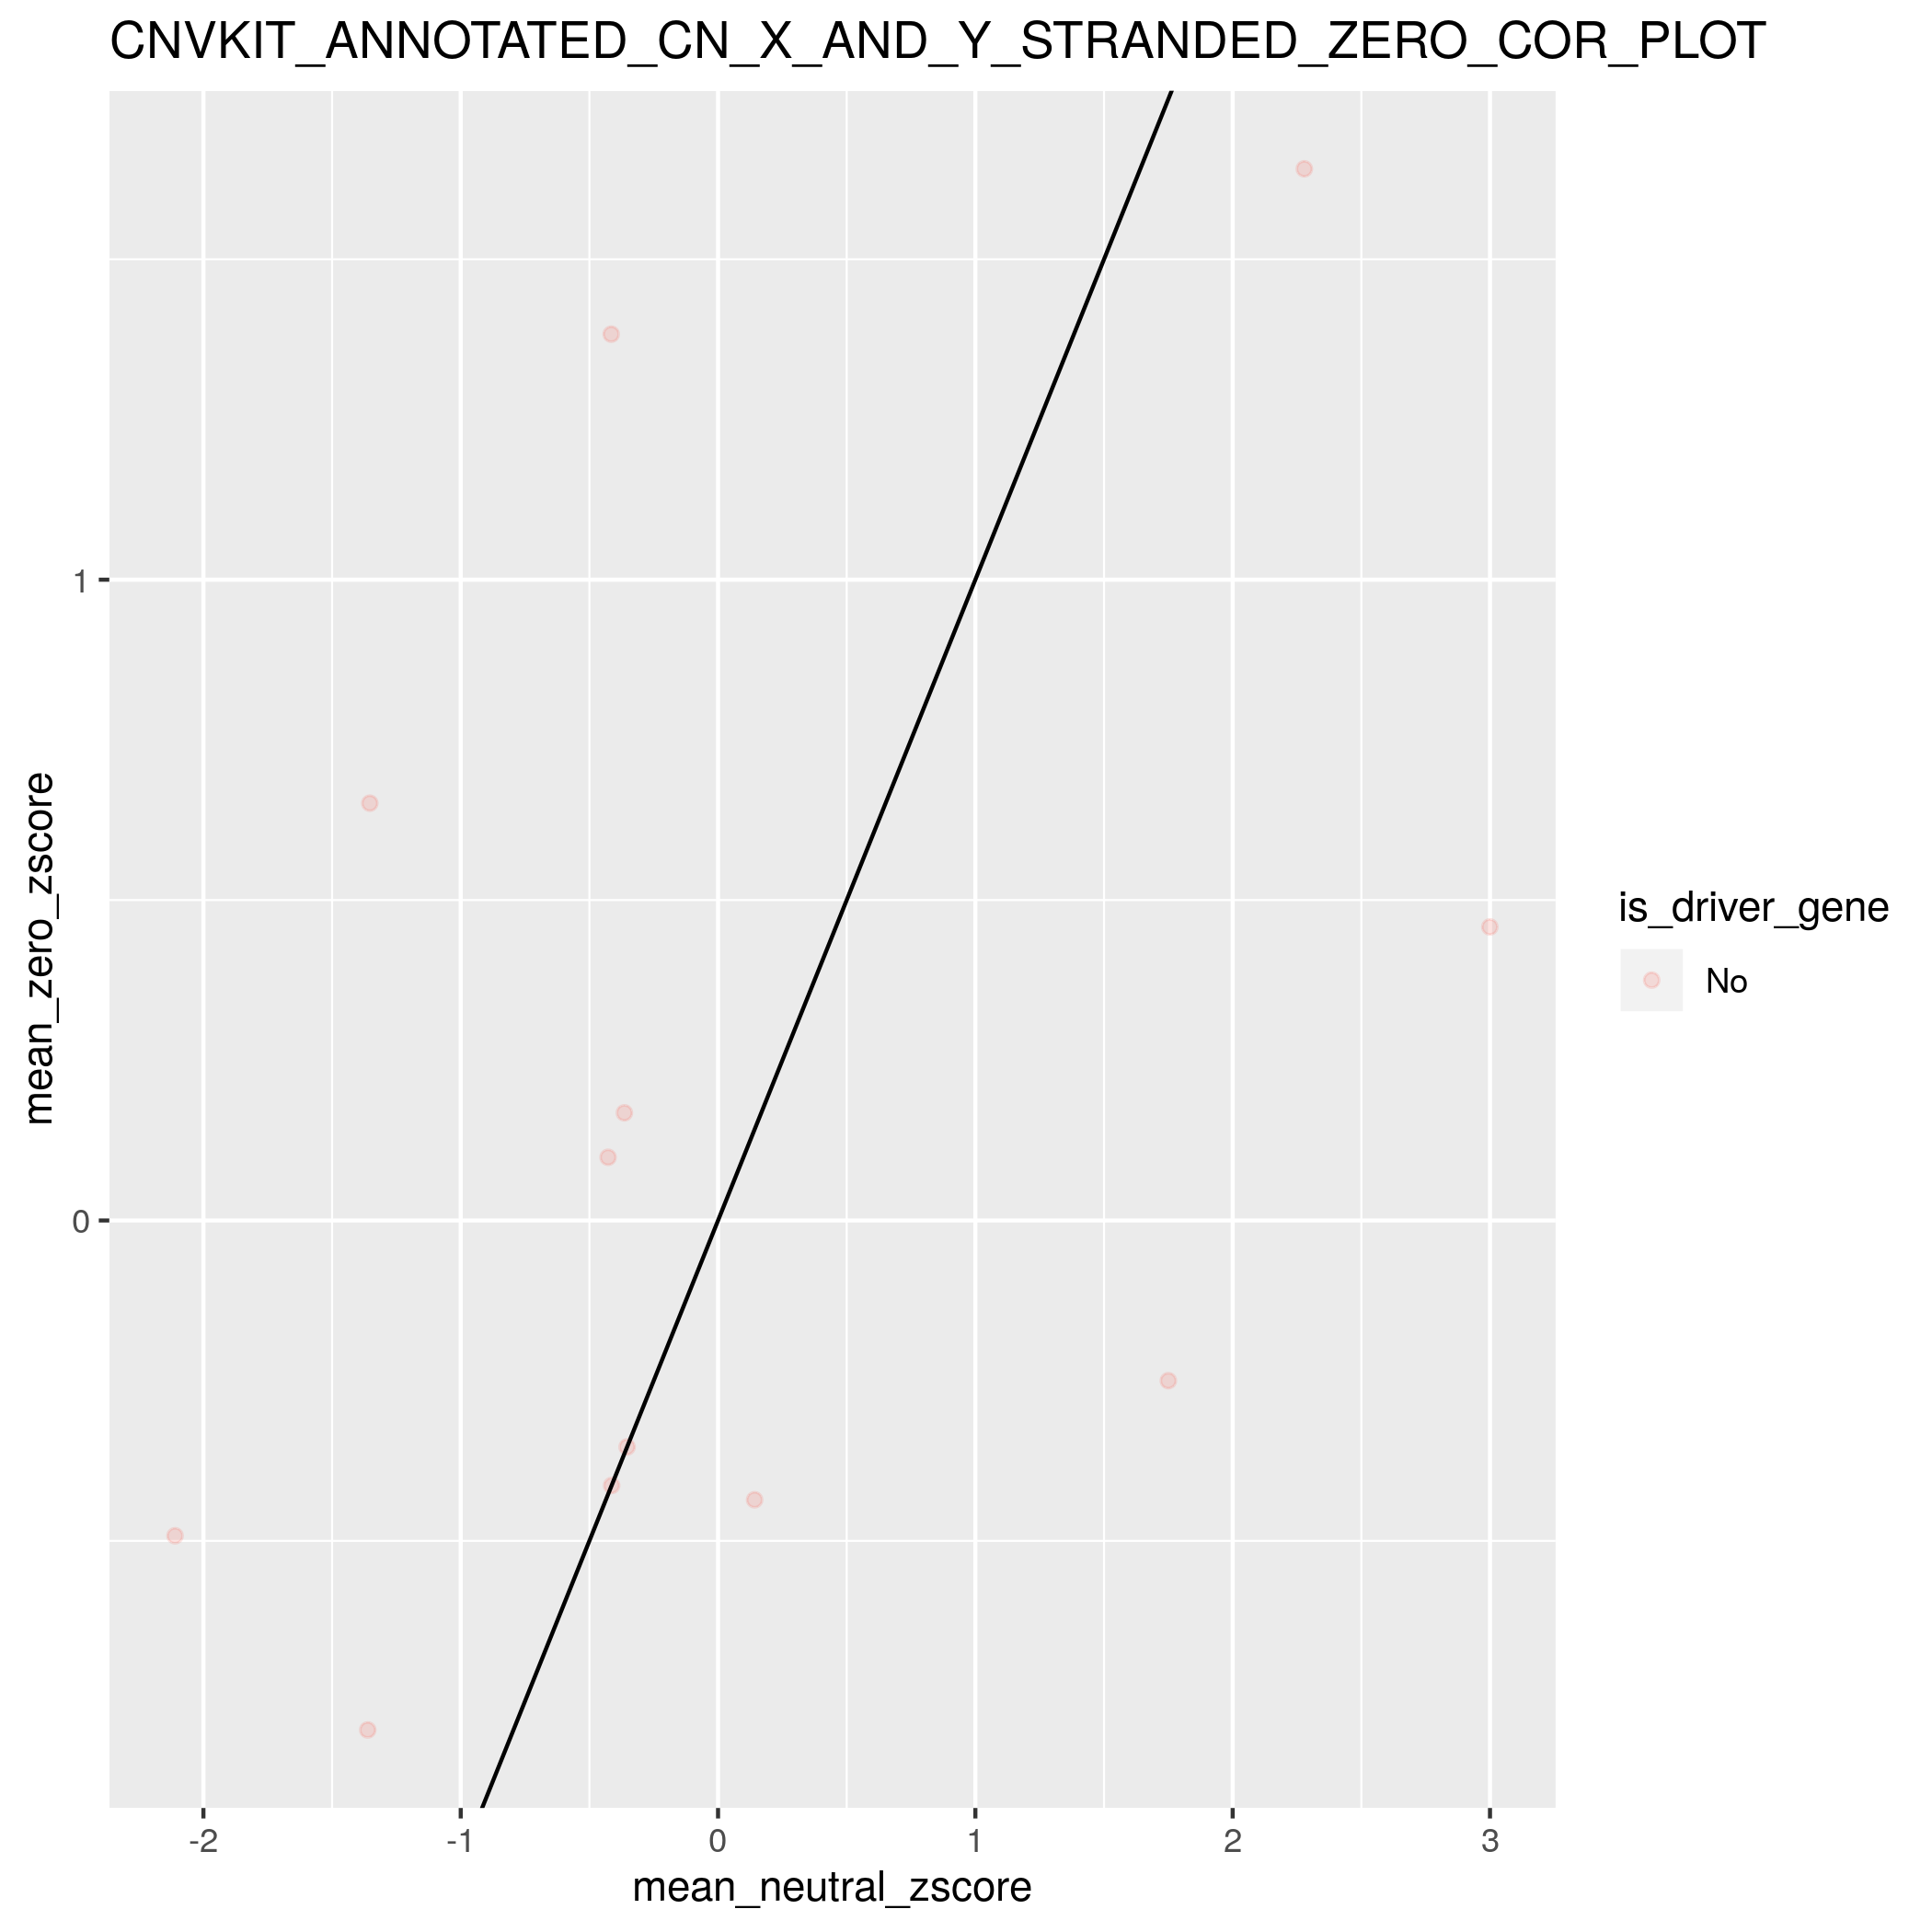 CNVKIT_ANNOTATED_CN_X_AND_Y_STRANDED_ZERO_COR_PLOT
mean_zero_zscore
1
0
-2 -1 0 1 2 3
mean_neutral_zscore
is_driver_gene
No